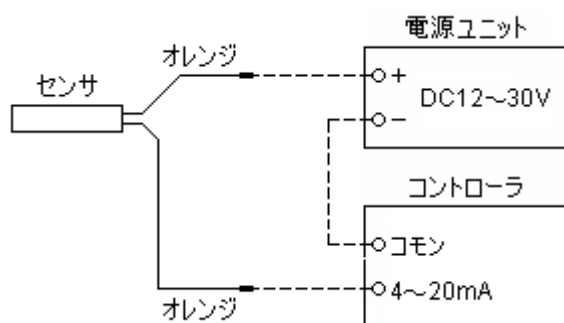 電源ユニット
オレンジ
+
センサ
DC12～30V
−
コントローラ
コモン
4～20mA
オレンジ